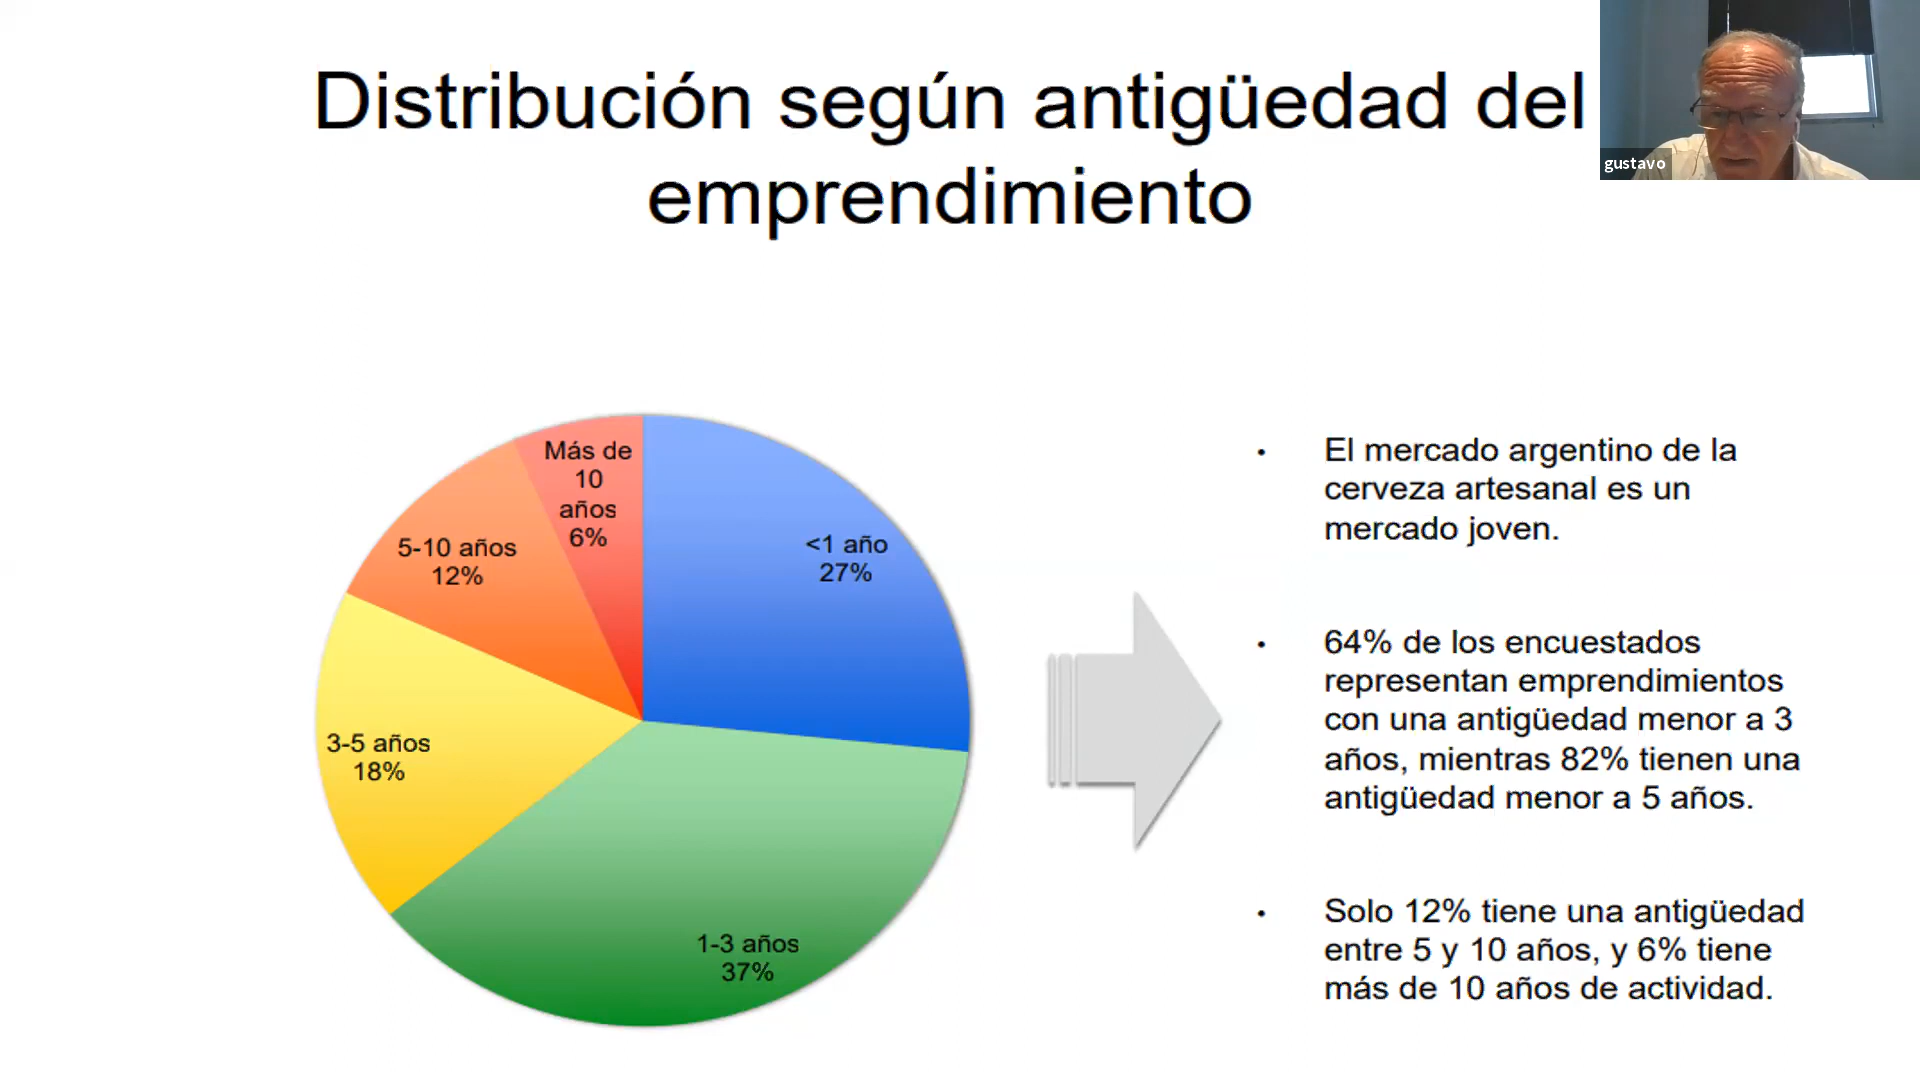 Distribución según antigüedad del
emprendimiento
gustavo
Más de
10
años
6%
<1 año
27%
5-10 años
12%
3-5 años
18%
1-3 años
37%
• El mercado argentino de la
cerveza artesanal es un
mercado joven.
• 64% de los encuestados
representan emprendimientos
con una antigüedad menor a 3
años, mientras 82% tienen una
antigüedad menor a 5 años.
• Solo 12% tiene una antigüedad
entre 5 y 10 años, y 6% tiene
más de 10 años de actividad.